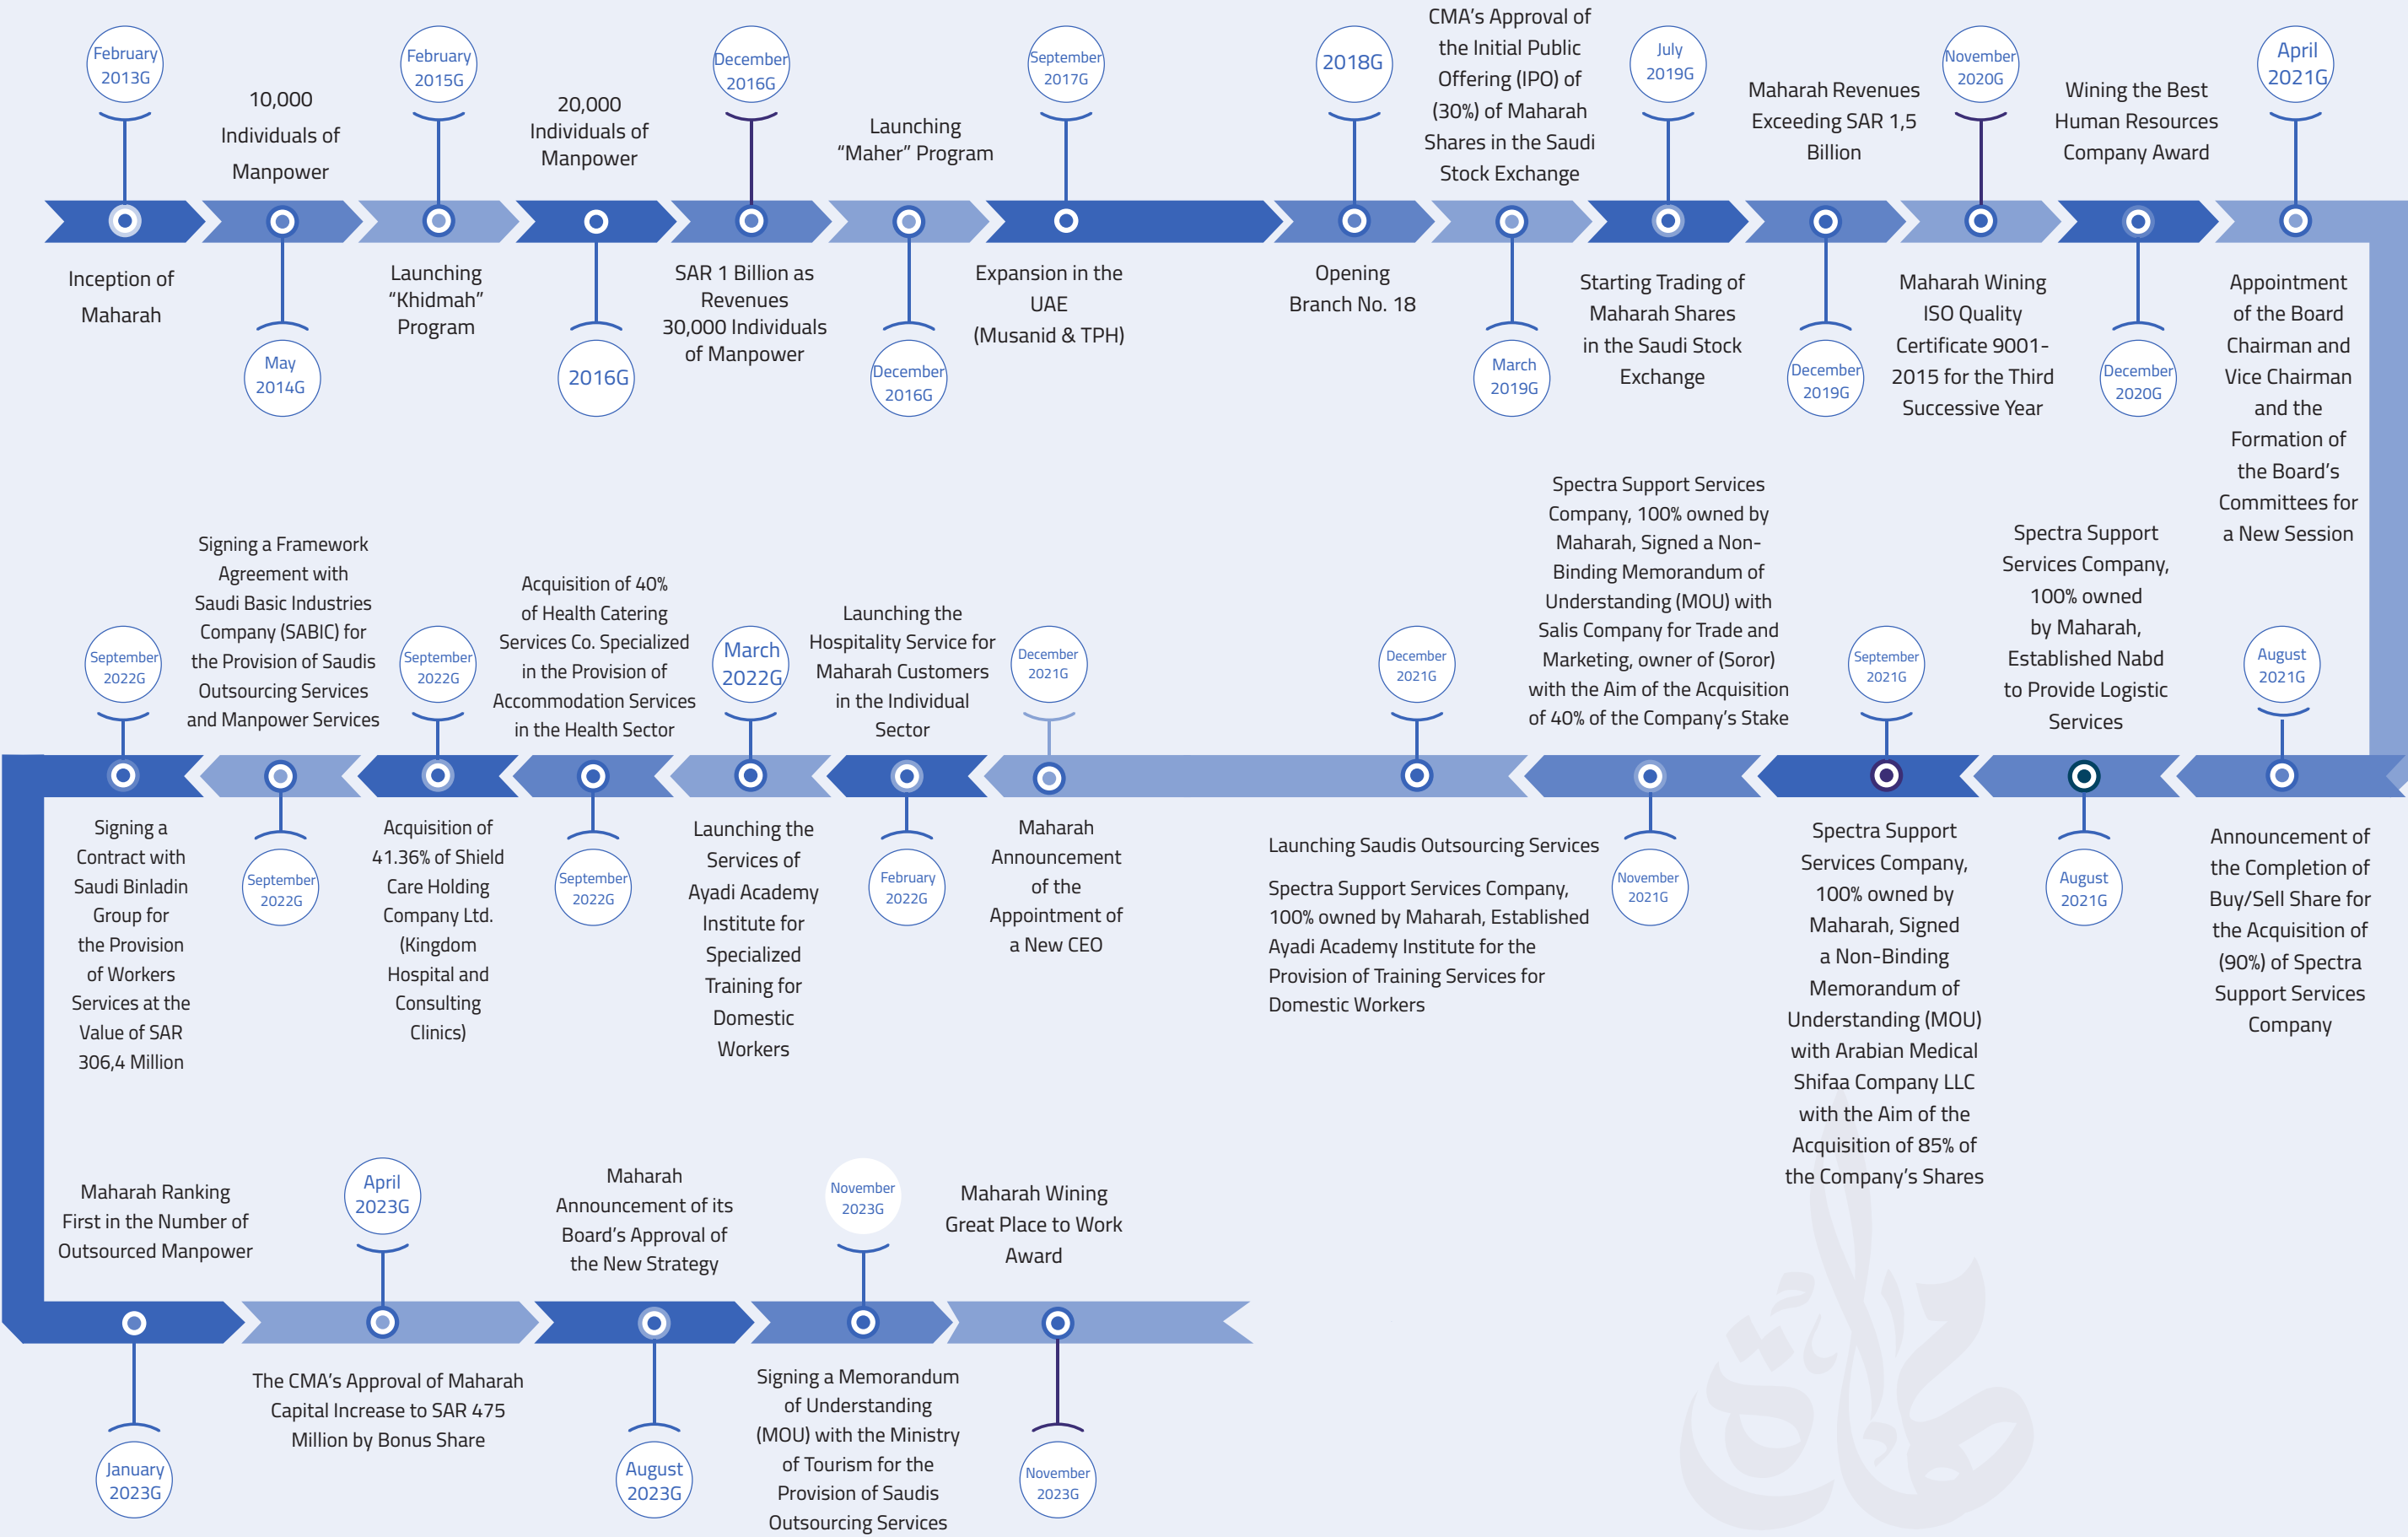 February
2013G
Inception of
Maharah
10,000
Individuals of
Manpower
May
2014G
February
2015G
Launching
“Khidmah”
Program
20,000
Individuals of
Manpower
2016G
December
2016G
SAR 1 Billion as
Revenues
30,000 Individuals
of Manpower
Launching
“Maher” Program
December
2016G
September
2017G
Expansion in the
UAE
(Musanid & TPH)
2018G
Opening
Branch No. 18
CMA’s Approval of
the Initial Public
Offering (IPO) of
(30%) of Maharah
Shares in the Saudi
Stock Exchange
March
2019G
July
2019G
Starting Trading of
Maharah Shares
in the Saudi Stock
Exchange
Maharah Revenues
Exceeding SAR 1,5
Billion
December
2019G
November
2020G
Maharah Wining
ISO Quality
Certificate 9001-
2015 for the Third
Successive Year
Wining the Best
Human Resources
Company Award
December
2020G
April
2021G
Appointment
of the Board
Chairman and
Vice Chairman
and the
Formation of
the Board’s
Committees for
a New Session
August
2021G
Announcement of
the Completion of
Buy/Sell Share for
the Acquisition of
(90%) of Spectra
Support Services
Company
Spectra Support
Services Company,
100% owned
by Maharah,
Established Nabd
to Provide Logistic
Services
August
2021G
September
2021G
Spectra Support
Services Company,
100% owned by
Maharah, Signed
a Non-Binding
Memorandum of
Understanding (MOU)
with Arabian Medical
Shifaa Company LLC
with the Aim of the
Acquisition of 85% of
the Company’s Shares
Spectra Support Services
Company, 100% owned by
Maharah, Signed a Non-
Binding Memorandum of
Understanding (MOU) with
Salis Company for Trade and
Marketing, owner of (Soror)
with the Aim of the Acquisition
of 40% of the Company’s Stake
November
2021G
December
2021G
Launching Saudis Outsourcing Services
Spectra Support Services Company,
100% owned by Maharah, Established
Ayadi Academy Institute for the
Provision of Training Services for
Domestic Workers
December
2021G
Maharah
Announcement
of the
Appointment of
a New CEO
Launching the
Hospitality Service for
Maharah Customers
in the Individual
Sector
February
2022G
March
2022G
Launching the
Services of
Ayadi Academy
Institute for
Specialized
Training for
Domestic
Workers
Acquisition of 40%
of Health Catering
Services Co. Specialized
in the Provision of
Accommodation Services
in the Health Sector
September
2022G
September
2022G
Acquisition of
41.36% of Shield
Care Holding
Company Ltd.
(Kingdom
Hospital and
Consulting
Clinics)
Signing a Framework
Agreement with
Saudi Basic Industries
Company (SABIC) for
the Provision of Saudis
Outsourcing Services
and Manpower Services
September
2022G
September
2022G
Signing a
Contract with
Saudi Binladin
Group for
the Provision
of Workers
Services at the
Value of SAR
306,4 Million
Maharah Ranking
First in the Number of
Outsourced Manpower
January
2023G
April
2023G
The CMA’s Approval of Maharah
Capital Increase to SAR 475
Million by Bonus Share
Maharah
Announcement of its
Board’s Approval of
the New Strategy
August
2023G
November
2023G
Signing a Memorandum
of Understanding
(MOU) with the Ministry
of Tourism for the
Provision of Saudis
Outsourcing Services
Maharah Wining
Great Place to Work
Award
November
2023G